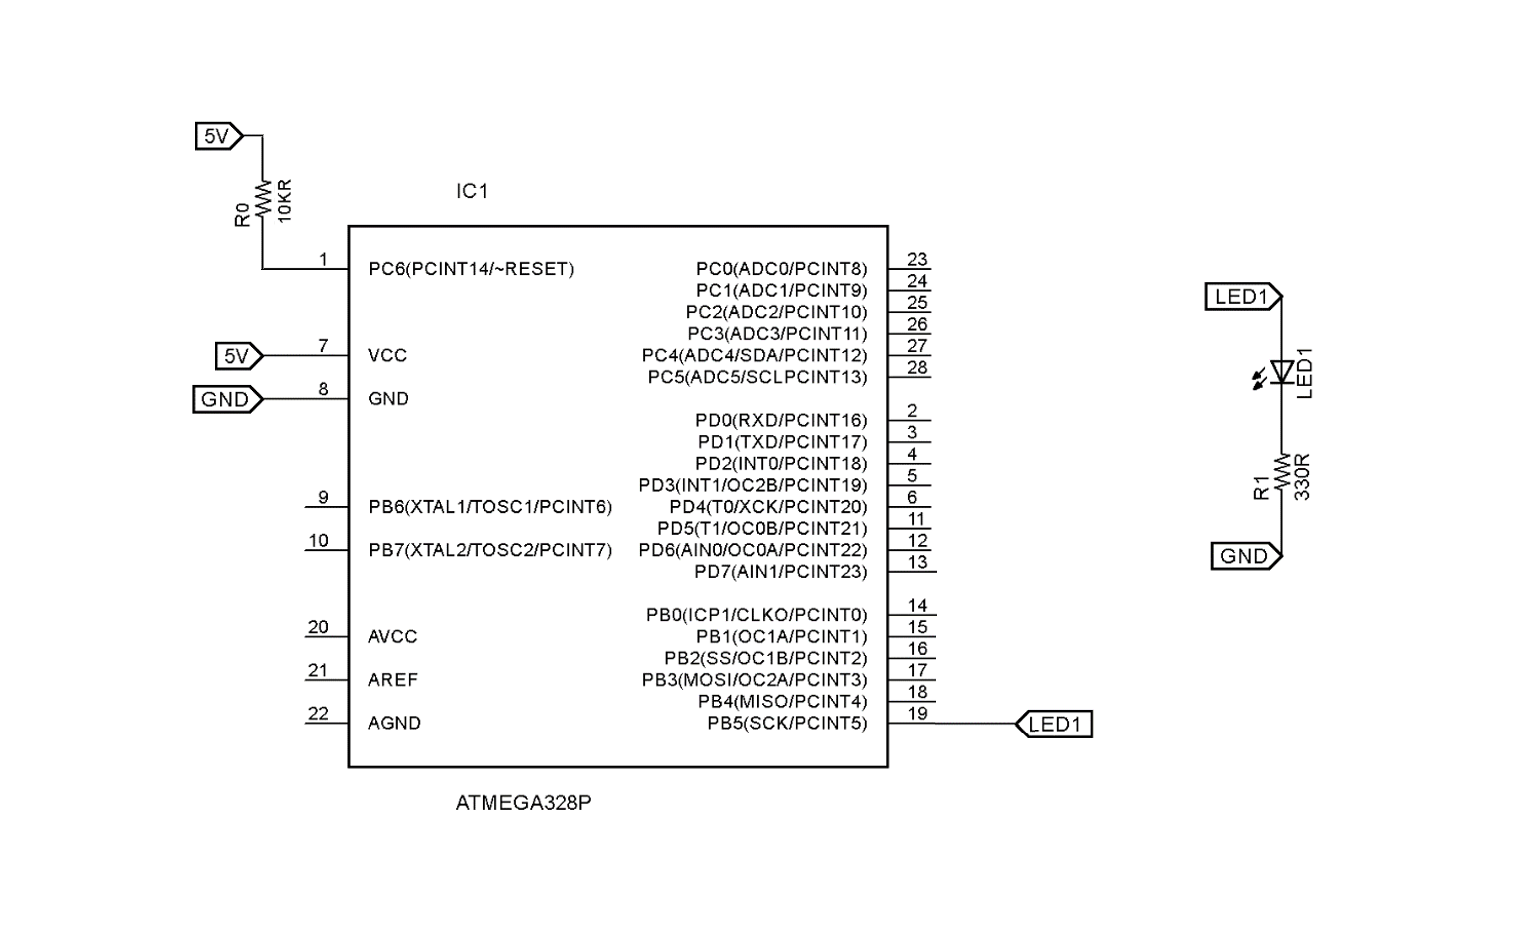 5V
R0
10KR
IC1
1
PC6(PCINT14/~RESET)
5V
7
VCC
GND
8
GND
9
PB6(XTAL1/TOSC1/PCINT6)
10
PB7(XTAL2/TOSC2/PCINT7)
20
AVCC
21
AREF
22
AGND
PC0(ADC0/PCINT8)
23
PC1(ADC1/PCINT9)
24
PC2(ADC2/PCINT10)
25
PC3(ADC3/PCINT11)
26
PC4(ADC4/SDA/PCINT12)
27
PC5(ADC5/SCLPCINT13)
28
PD0(RXD/PCINT16)
2
PD1(TXD/PCINT17)
3
PD2(INT0/PCINT18)
4
PD3(INT1/OC2B/PCINT19)
5
PD4(T0/XCK/PCINT20)
6
PD5(T1/OC0B/PCINT21)
11
PD6(AIN0/OC0A/PCINT22)
12
PD7(AIN1/PCINT23)
13
PB0(ICP1/CLKO/PCINT0)
14
PB1(OC1A/PCINT1)
15
PB2(SS/OC1B/PCINT2)
16
PB3(MOSI/OC2A/PCINT3)
17
PB4(MISO/PCINT4)
18
PB5(SCK/PCINT5)
19
LED1
ATMEGA328P
LED1
LED1
R1
330R
GND